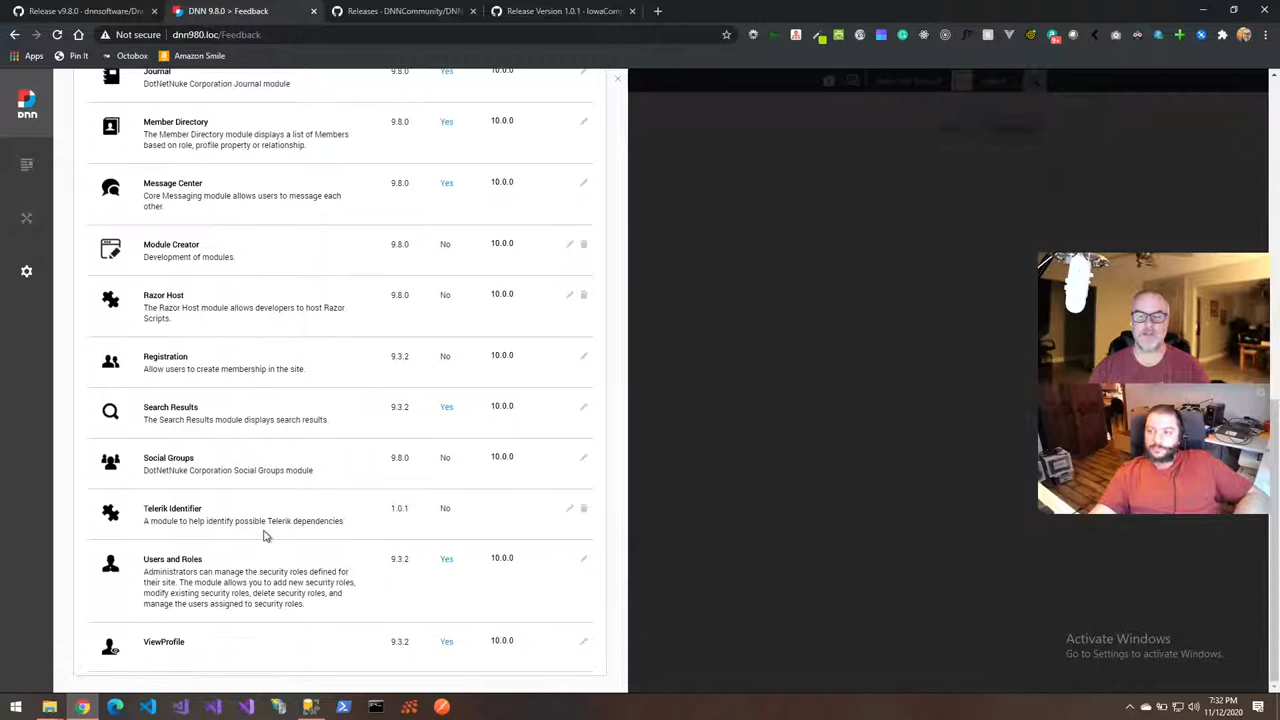 Release v9.8.0 - dnnsoftware/Dn
DNN 9.8.0 > Feedback
Releases - DNNCommunity/DNN
Release Version 1.0.1 - IowaCom
Not secure dnn980.loc/Feedback
Apps Pin It Octobox Amazon Smile
DNN
Journal 9.8.0 Yes 10.0.0
DotNetNuke Corporation Journal module
Member Directory 9.8.0 Yes 10.0.0
The Member Directory module displays a list of Members
based on role, profile property or relationship.
Message Center 9.8.0 Yes 10.0.0
Core Messaging module allows users to message each
other.
Module Creator 9.8.0 No 10.0.0
Development of modules.
Razor Host 9.8.0 No 10.0.0
The Razor Host module allows developers to host Razor
Scripts.
Registration 9.3.2 No 10.0.0
Allow users to create membership in the site.
Search Results 9.3.2 Yes 10.0.0
The Search Results module displays search results.
Social Groups 9.8.0 No 10.0.0
DotNetNuke Corporation Social Groups module
Telerik Identifier 1.0.1 No
A module to help identify possible Telerik dependencies
Users and Roles 9.3.2 Yes 10.0.0
Administrators can manage the security roles defined for
their site. The module allows you to add new security roles,
modify existing security roles, delete security roles, and
manage the users assigned to security roles.
ViewProfile 9.3.2 Yes 10.0.0
Activate Windows
Go to Settings to activate Windows.
7:32 PM
11/12/2020